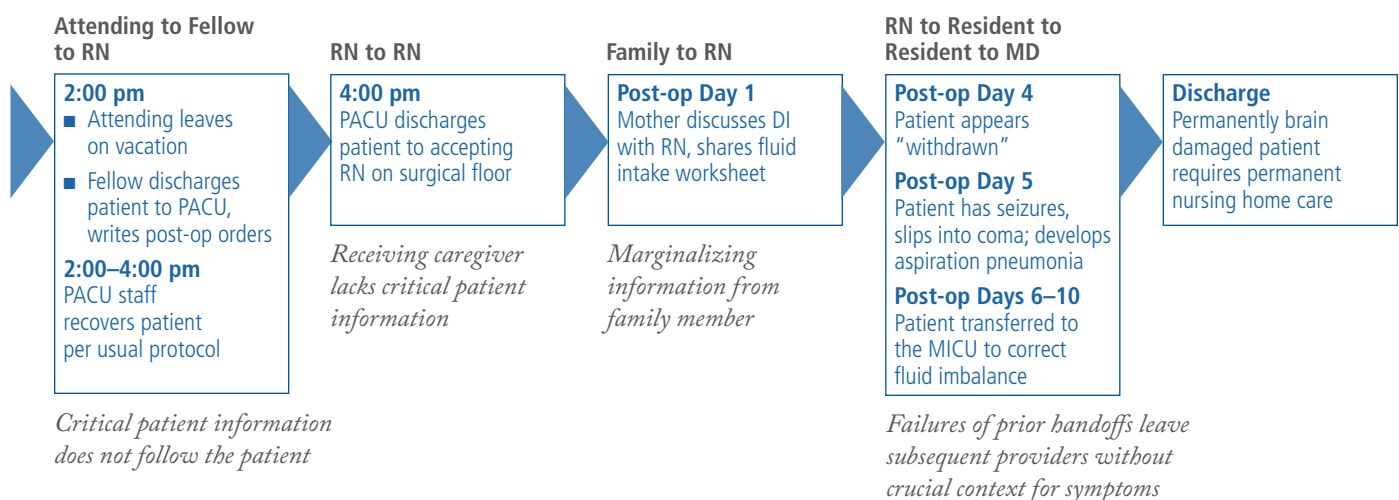 Attending to Fellow
to RN
2:00 pm
■ Attending leaves
on vacation
■ Fellow discharges
patient to PACU,
writes post-op orders
2:00–4:00 pm
PACU staff
recovers patient
per usual protocol
Critical patient information
does not follow the patient
RN to RN
4:00 pm
PACU discharges
patient to accepting
RN on surgical floor
Receiving caregiver
lacks critical patient
information
Family to RN
Post-op Day 1
Mother discusses DI
with RN, shares fluid
intake worksheet
Marginalizing
information from
family member
RN to Resident to
Resident to MD
Post-op Day 4
Patient appears
“withdrawn”
Post-op Day 5
Patient has seizures,
slips into coma; develops
aspiration pneumonia
Post-op Days 6–10
Patient transferred to
the MICU to correct
fluid imbalance
Failures of prior handoffs leave
subsequent providers without
crucial context for symptoms
Discharge
Permanently brain
damaged patient
requires permanent
nursing home care